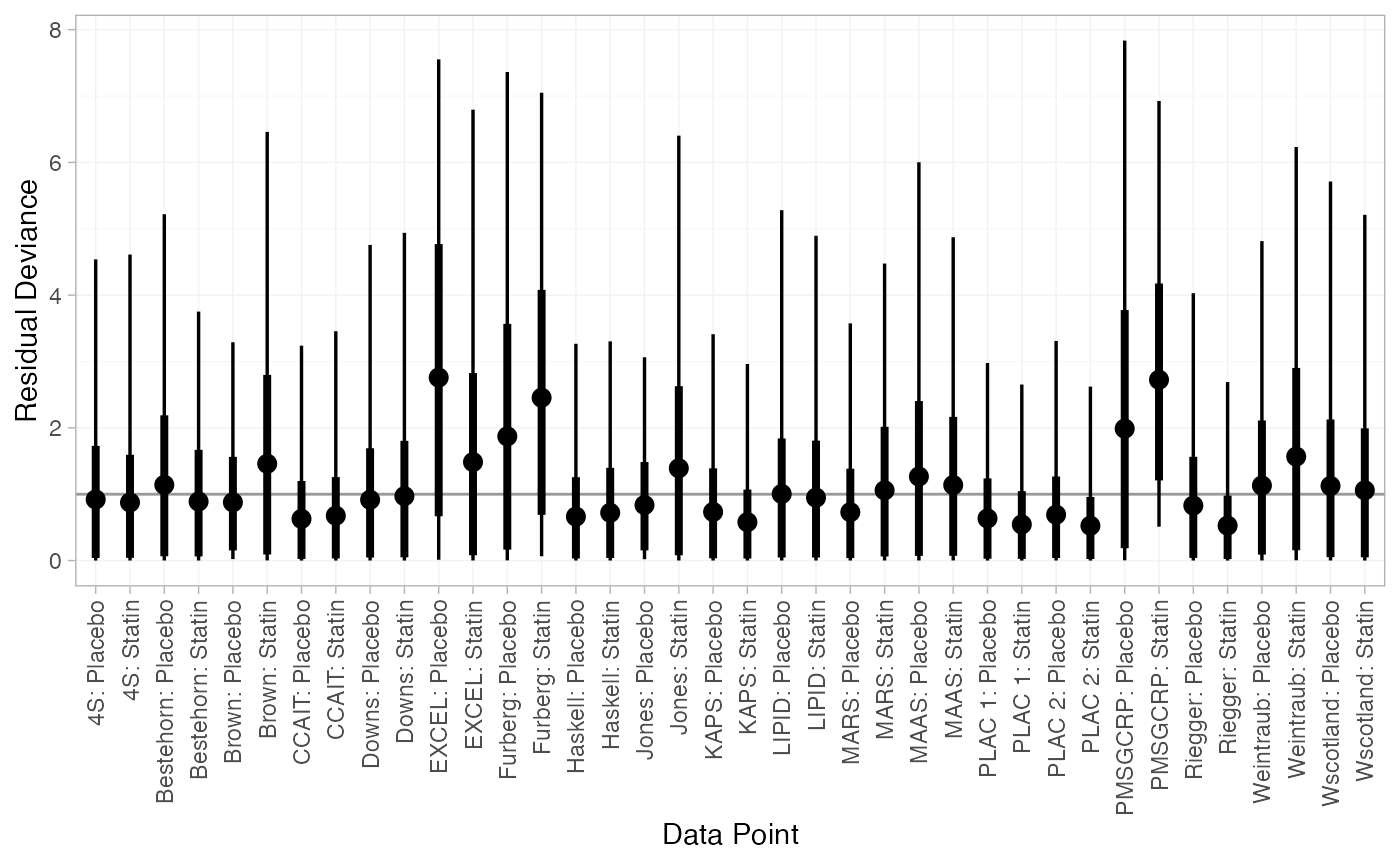 8
6
4
2
0
Residual Deviance
4S: Placebo
4S: Statin
Bestehorn: Placebo
Bestehorn: Statin
Brown: Placebo
Brown: Statin
CCAIT: Placebo
CCAIT: Statin
Downs: Placebo
Downs: Statin
EXCEL: Placebo
EXCEL: Statin
Furberg: Placebo
Furberg: Statin
Haskell: Placebo
Haskell: Statin
Jones: Placebo
Jones: Statin
KAPS: Placebo
KAPS: Statin
LIPID: Placebo
LIPID: Statin
MARS: Placebo
MARS: Statin
MAAS: Placebo
MAAS: Statin
PLAC 1: Placebo
PLAC 1: Statin
PLAC 2: Placebo
PLAC 2: Statin
PMSGCRP: Placebo
PMSGCRP: Statin
Riegger: Placebo
Riegger: Statin
Weintraub: Placebo
Weintraub: Statin
Wscotland: Placebo
Wscotland: Statin
Data Point